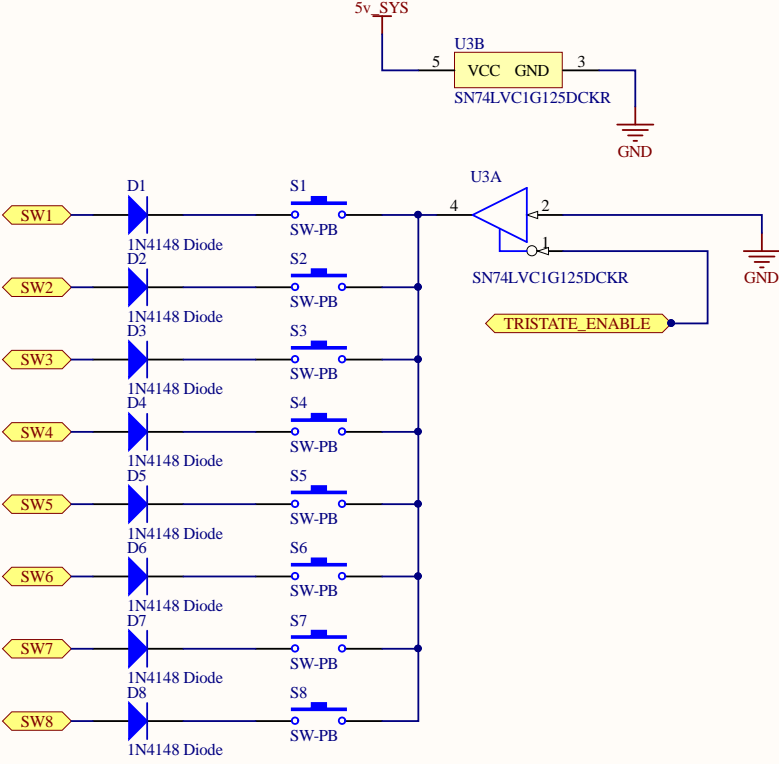 5v_SYS
U3B
5 VCC GND 3
SN74LVC1G125DCKR
GND
U3A
4
2
1
SN74LVC1G125DCKR
GND
TRISTATE_ENABLE
D1 S1
SW1
SW-PB
1N4148 Diode
D2 S2
SW2
SW-PB
1N4148 Diode
D3 S3
SW3
SW-PB
1N4148 Diode
D4 S4
SW4
SW-PB
1N4148 Diode
D5 S5
SW5
SW-PB
1N4148 Diode
D6 S6
SW6
SW-PB
1N4148 Diode
D7 S7
SW7
SW-PB
1N4148 Diode
D8 S8
SW8
SW-PB
1N4148 Diode